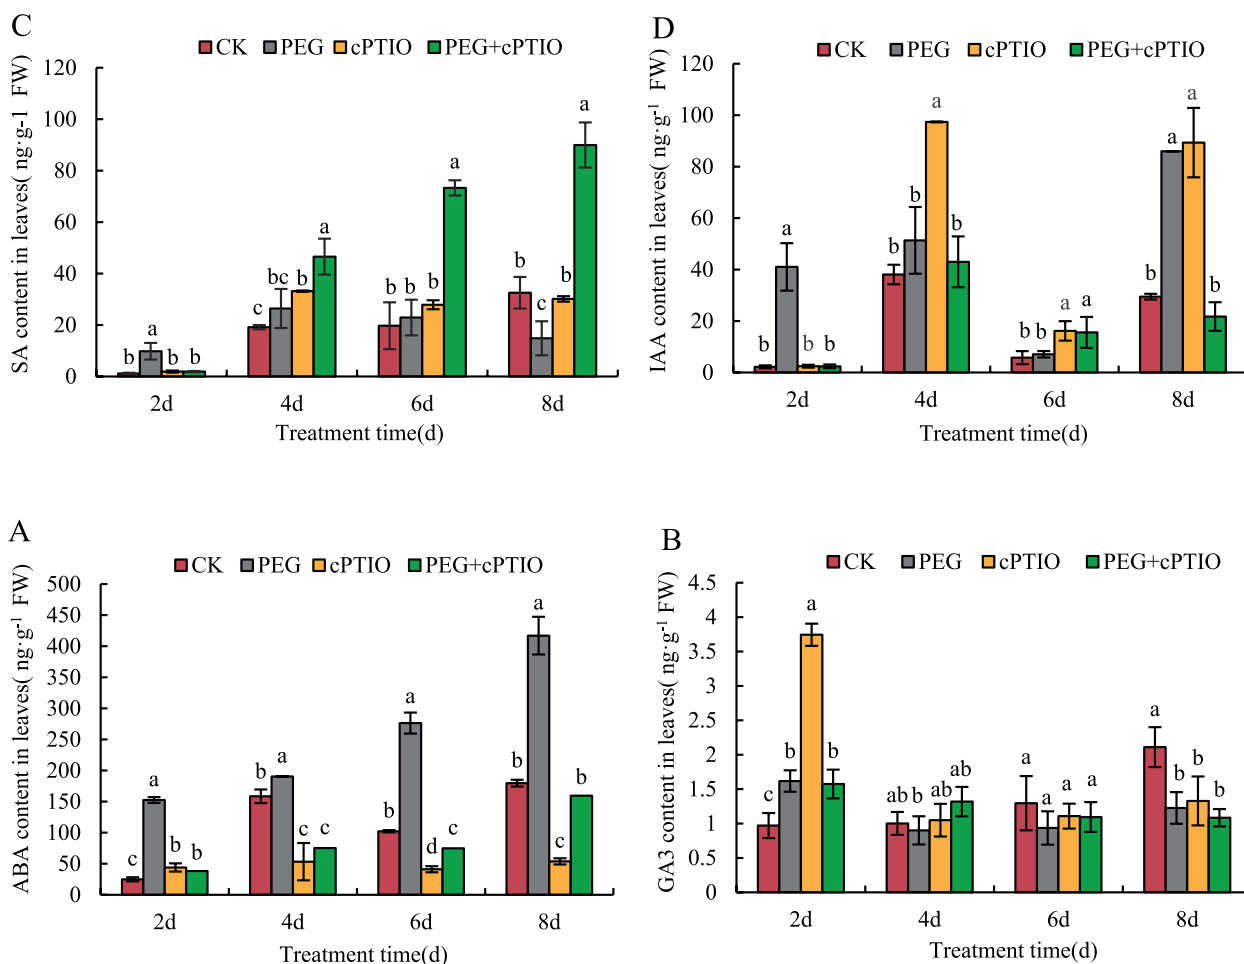 C
CK PEG cPTIO PEG+cPTIO
SA content in leaves( ng·g-1 FW)
120
100
80
60
40
20
0
b a b b
c bc b a
b b b a
b c b a
2d 4d 6d 8d
Treatment time(d)
D
CK PEG cPTIO PEG+cPTIO
IAA content in leaves( ng·g⁻¹ FW)
120
100
80
60
40
20
0
b a b b
b b a b
b b a a
b a a b
2d 4d 6d 8d
Treatment time(d)
A
CK PEG cPTIO PEG+cPTIO
ABA content in leaves( ng·g⁻¹ FW)
500
450
400
350
300
250
200
150
100
50
0
c a b b
b a c c
b a d c
b a c b
2d 4d 6d 8d
Treatment time(d)
B
CK PEG cPTIO PEG+cPTIO
GA3 content in leaves( ng·g⁻¹ FW)
4.5
4
3.5
3
2.5
2
1.5
1
0.5
0
c b a b
ab b ab ab
a a a a
a b b b
2d 4d 6d 8d
Treatment time(d)